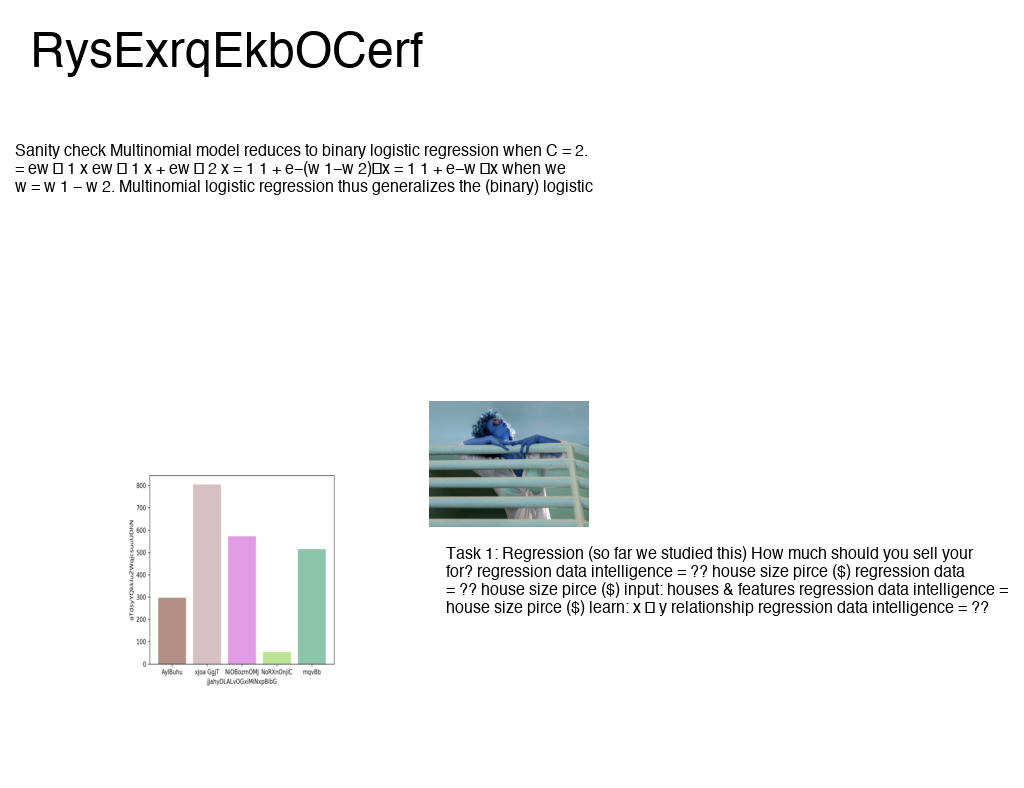 RysExrqEkbOCerf
Sanity check Multinomial model reduces to binary logistic regression when C = 2.
= ew □ 1 x ew □ 1 x + ew □ 2 x = 1 1 + e−(w 1−w 2)□x = 1 1 + e−w □x when we
w = w 1 − w 2. Multinomial logistic regression thus generalizes the (binary) logistic
800
700
600
500
400
300
200
100
0
AylBuhu xJoa GgjT NiOBozmOMj NoRXnOnjIC mqvBb
Task 1: Regression (so far we studied this) How much should you sell your
for? regression data intelligence = ?? house size pirce ($) regression data
= ?? house size pirce ($) input: houses & features regression data intelligence =
house size pirce ($) learn: x □ y relationship regression data intelligence = ??